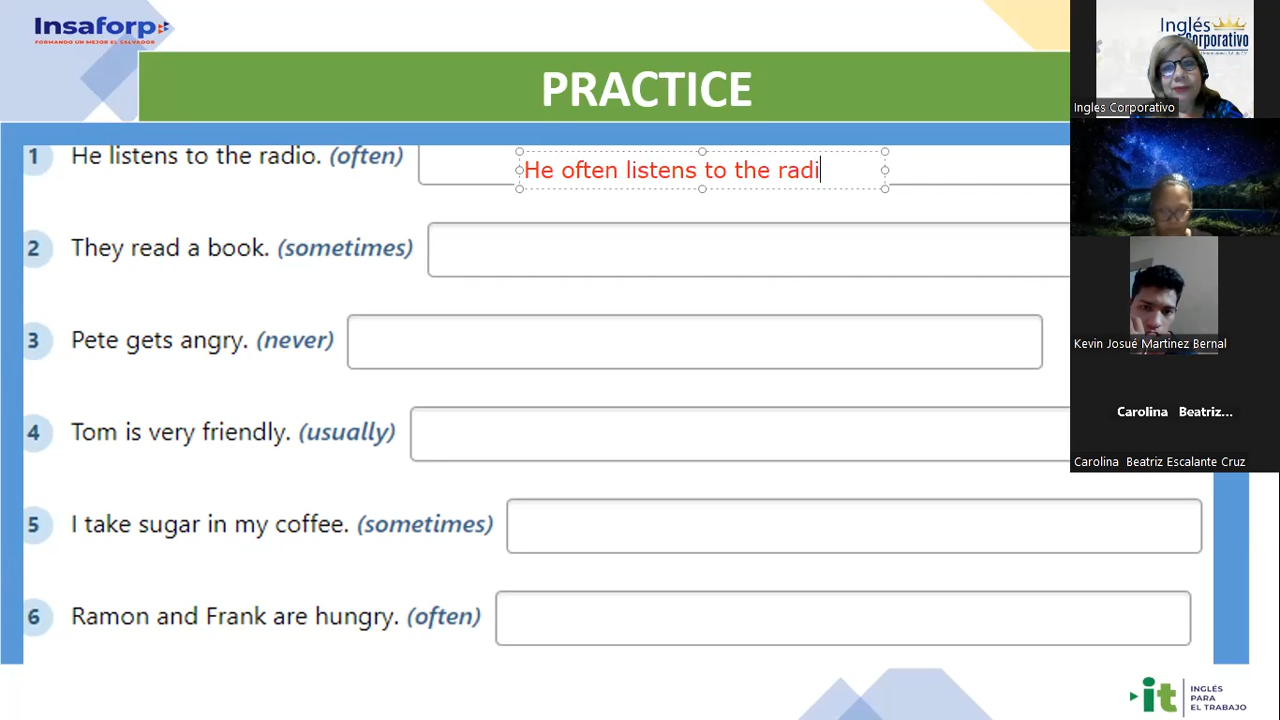 Insaforp
FORMANDO UN MEJOR EL SALVADOR
PRACTICE
1 He listens to the radio. (often)
He often listens to the radi
2 They read a book. (sometimes)
3 Pete gets angry. (never)
4 Tom is very friendly. (usually)
5 I take sugar in my coffee. (sometimes)
6 Ramon and Frank are hungry. (often)
Inglés
Corporativo
Ingles Corporativo
Kevin Josué Martinez Bernal
Carolina Beatriz...
Carolina Beatriz Escalante Cruz
it
INGLÉS
PARA
EL TRABAJO